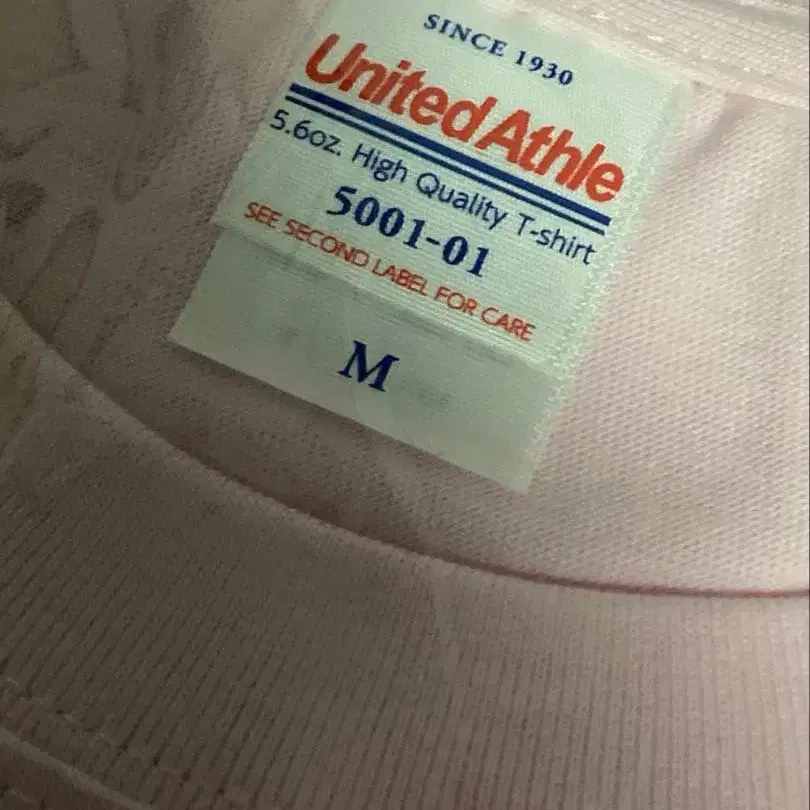 SINCE 1930
United Athle
5.6oz. High Quality T-shirt
5001-01
SEE SECOND LABEL FOR CARE
M